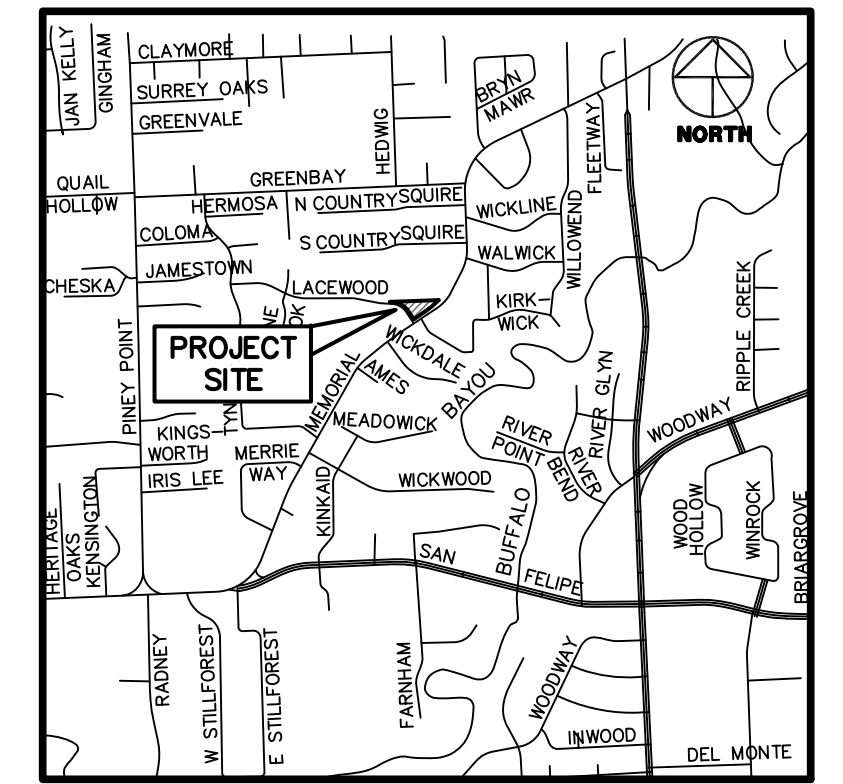 JAN KELLY
GINGHAM
CLAYMORE
SURREY OAKS
GREENVALE
HEDWIG
BRYN
MAWR
FLEETWAY
NORTH
QUAIL
HOLLOW
GREENBAY
HERMOSA
N COUNTRY SQUIRE
WICKLINE
WILLOWEND
COLOMA
S COUNTRY SQUIRE
WALWICK
JAMESTOWN
CHESKA
LACEWOOD
KIRK-
WICK
RIPPLE CREEK
PINEY POINT
PROJECT
SITE
WICKDALE
MEMORIAL
AMES
BAYOU
RIVER GLYN
MEADOWICK
WOODWAY
KINGS-
WORTH
IRIS LEE
MERRIE
WAY
RIVER
POINT
RIVER
BEND
KINKAID
WICKWOOD
BUFFALO
WOOD
HOLLOW
WINROCK
BRIARGROVE
HERITAGE
OAKS
KENSINGTON
SAN FELIPE
RADNEY
W STILLFOREST
E STILLFOREST
FARNHAM
WOODWAY
INWOOD
DEL MONTE